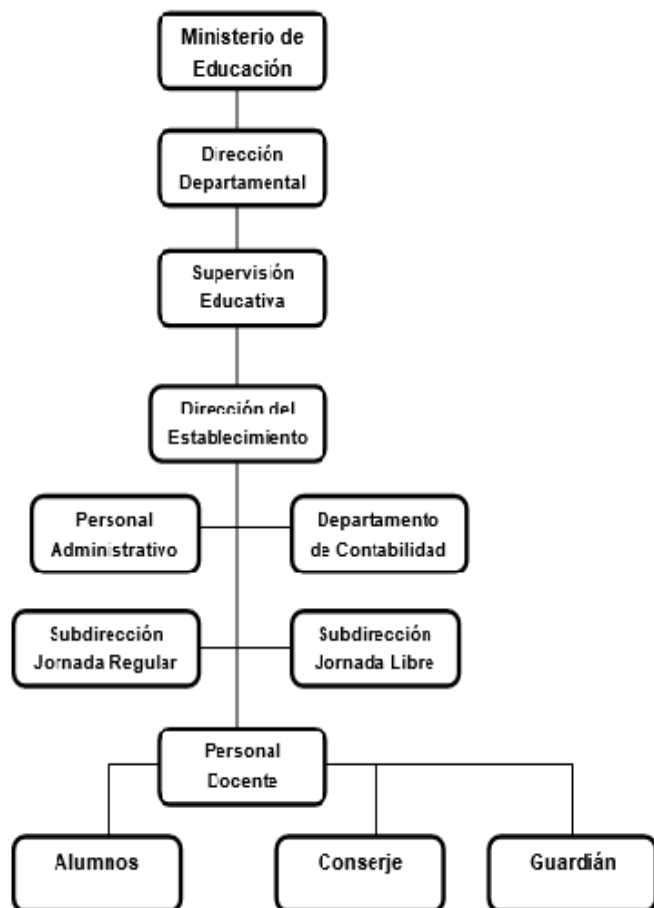 Ministerio de
Educación
Dirección
Departamental
Supervisión
Educativa
Dirección del
Establecimiento
Personal
Administrativo
Departamento
de Contabilidad
Subdirección
Jornada Regular
Subdirección
Jornada Libre
Personal
Docente
Alumnos
Conserje
Guardián